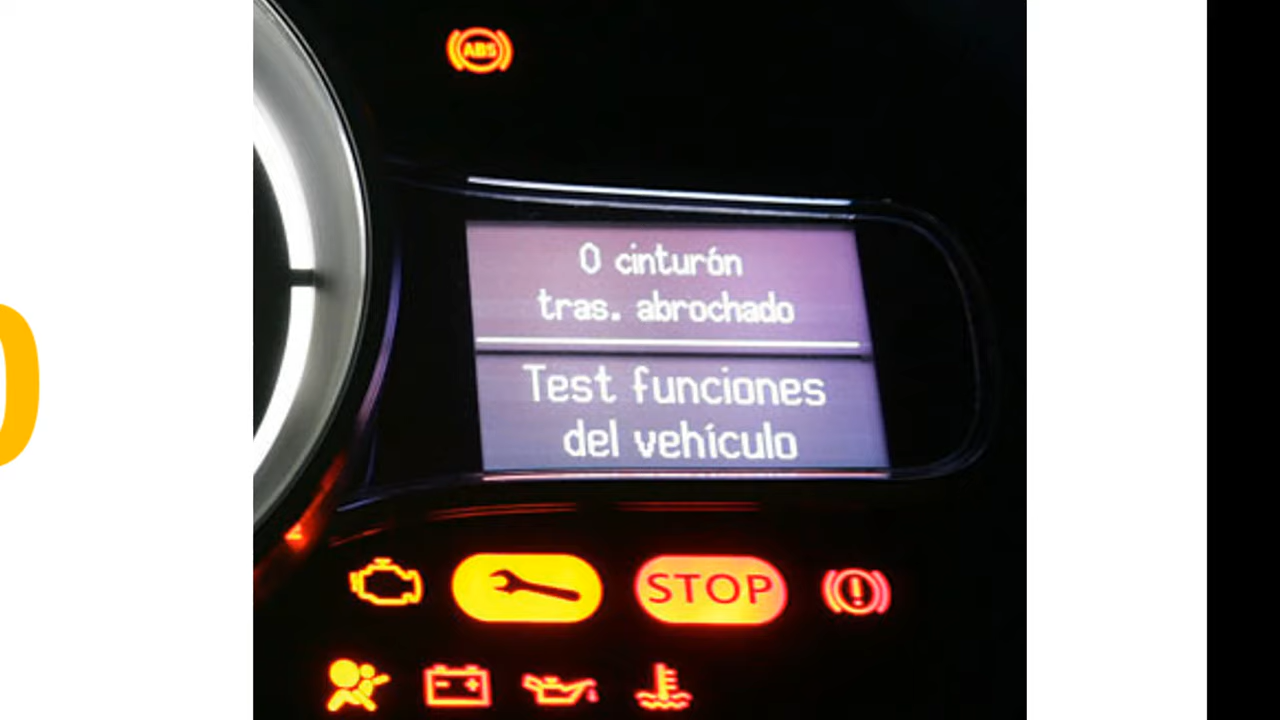 ABS
0 cinturón
tras. abrochado
Test funciones
del vehículo
STOP